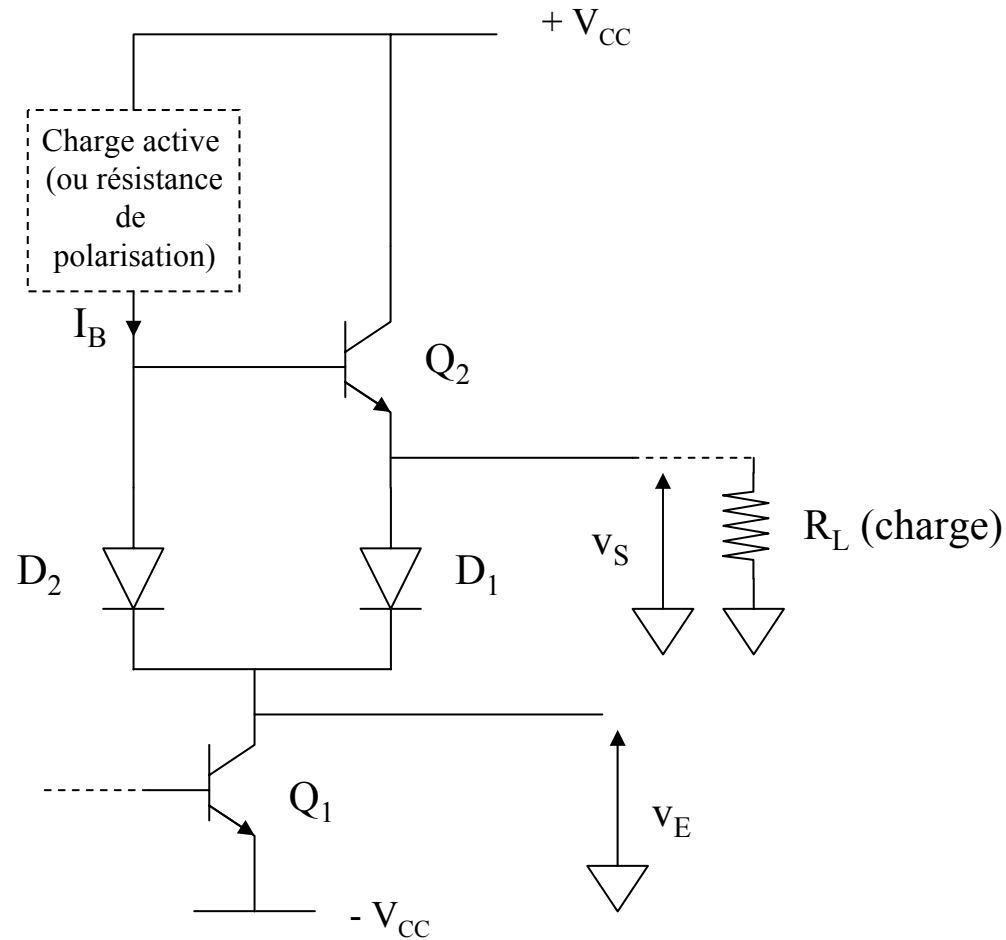 + V_CC
Charge active
(ou résistance
de
polarisation)
I_B
Q_2
D_2
D_1
v_S
R_L (charge)
Q_1
v_E
- V_CC